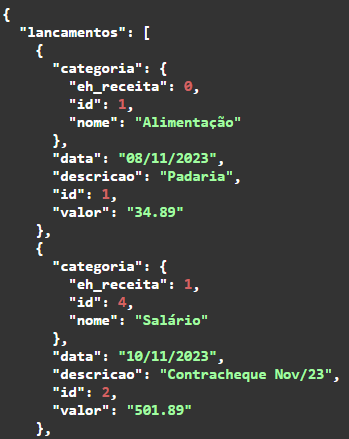 {
"lancamentos": [
{
"categoria": {
"eh_receita": 0,
"id": 1,
"nome": "Alimentação"
},
"data": "08/11/2023",
"descricao": "Padaria",
"id": 1,
"valor": "34.89"
},
{
"categoria": {
"eh_receita": 1,
"id": 4,
"nome": "Salário"
},
"data": "10/11/2023",
"descricao": "Contracheque Nov/23",
"id": 2,
"valor": "501.89"
},